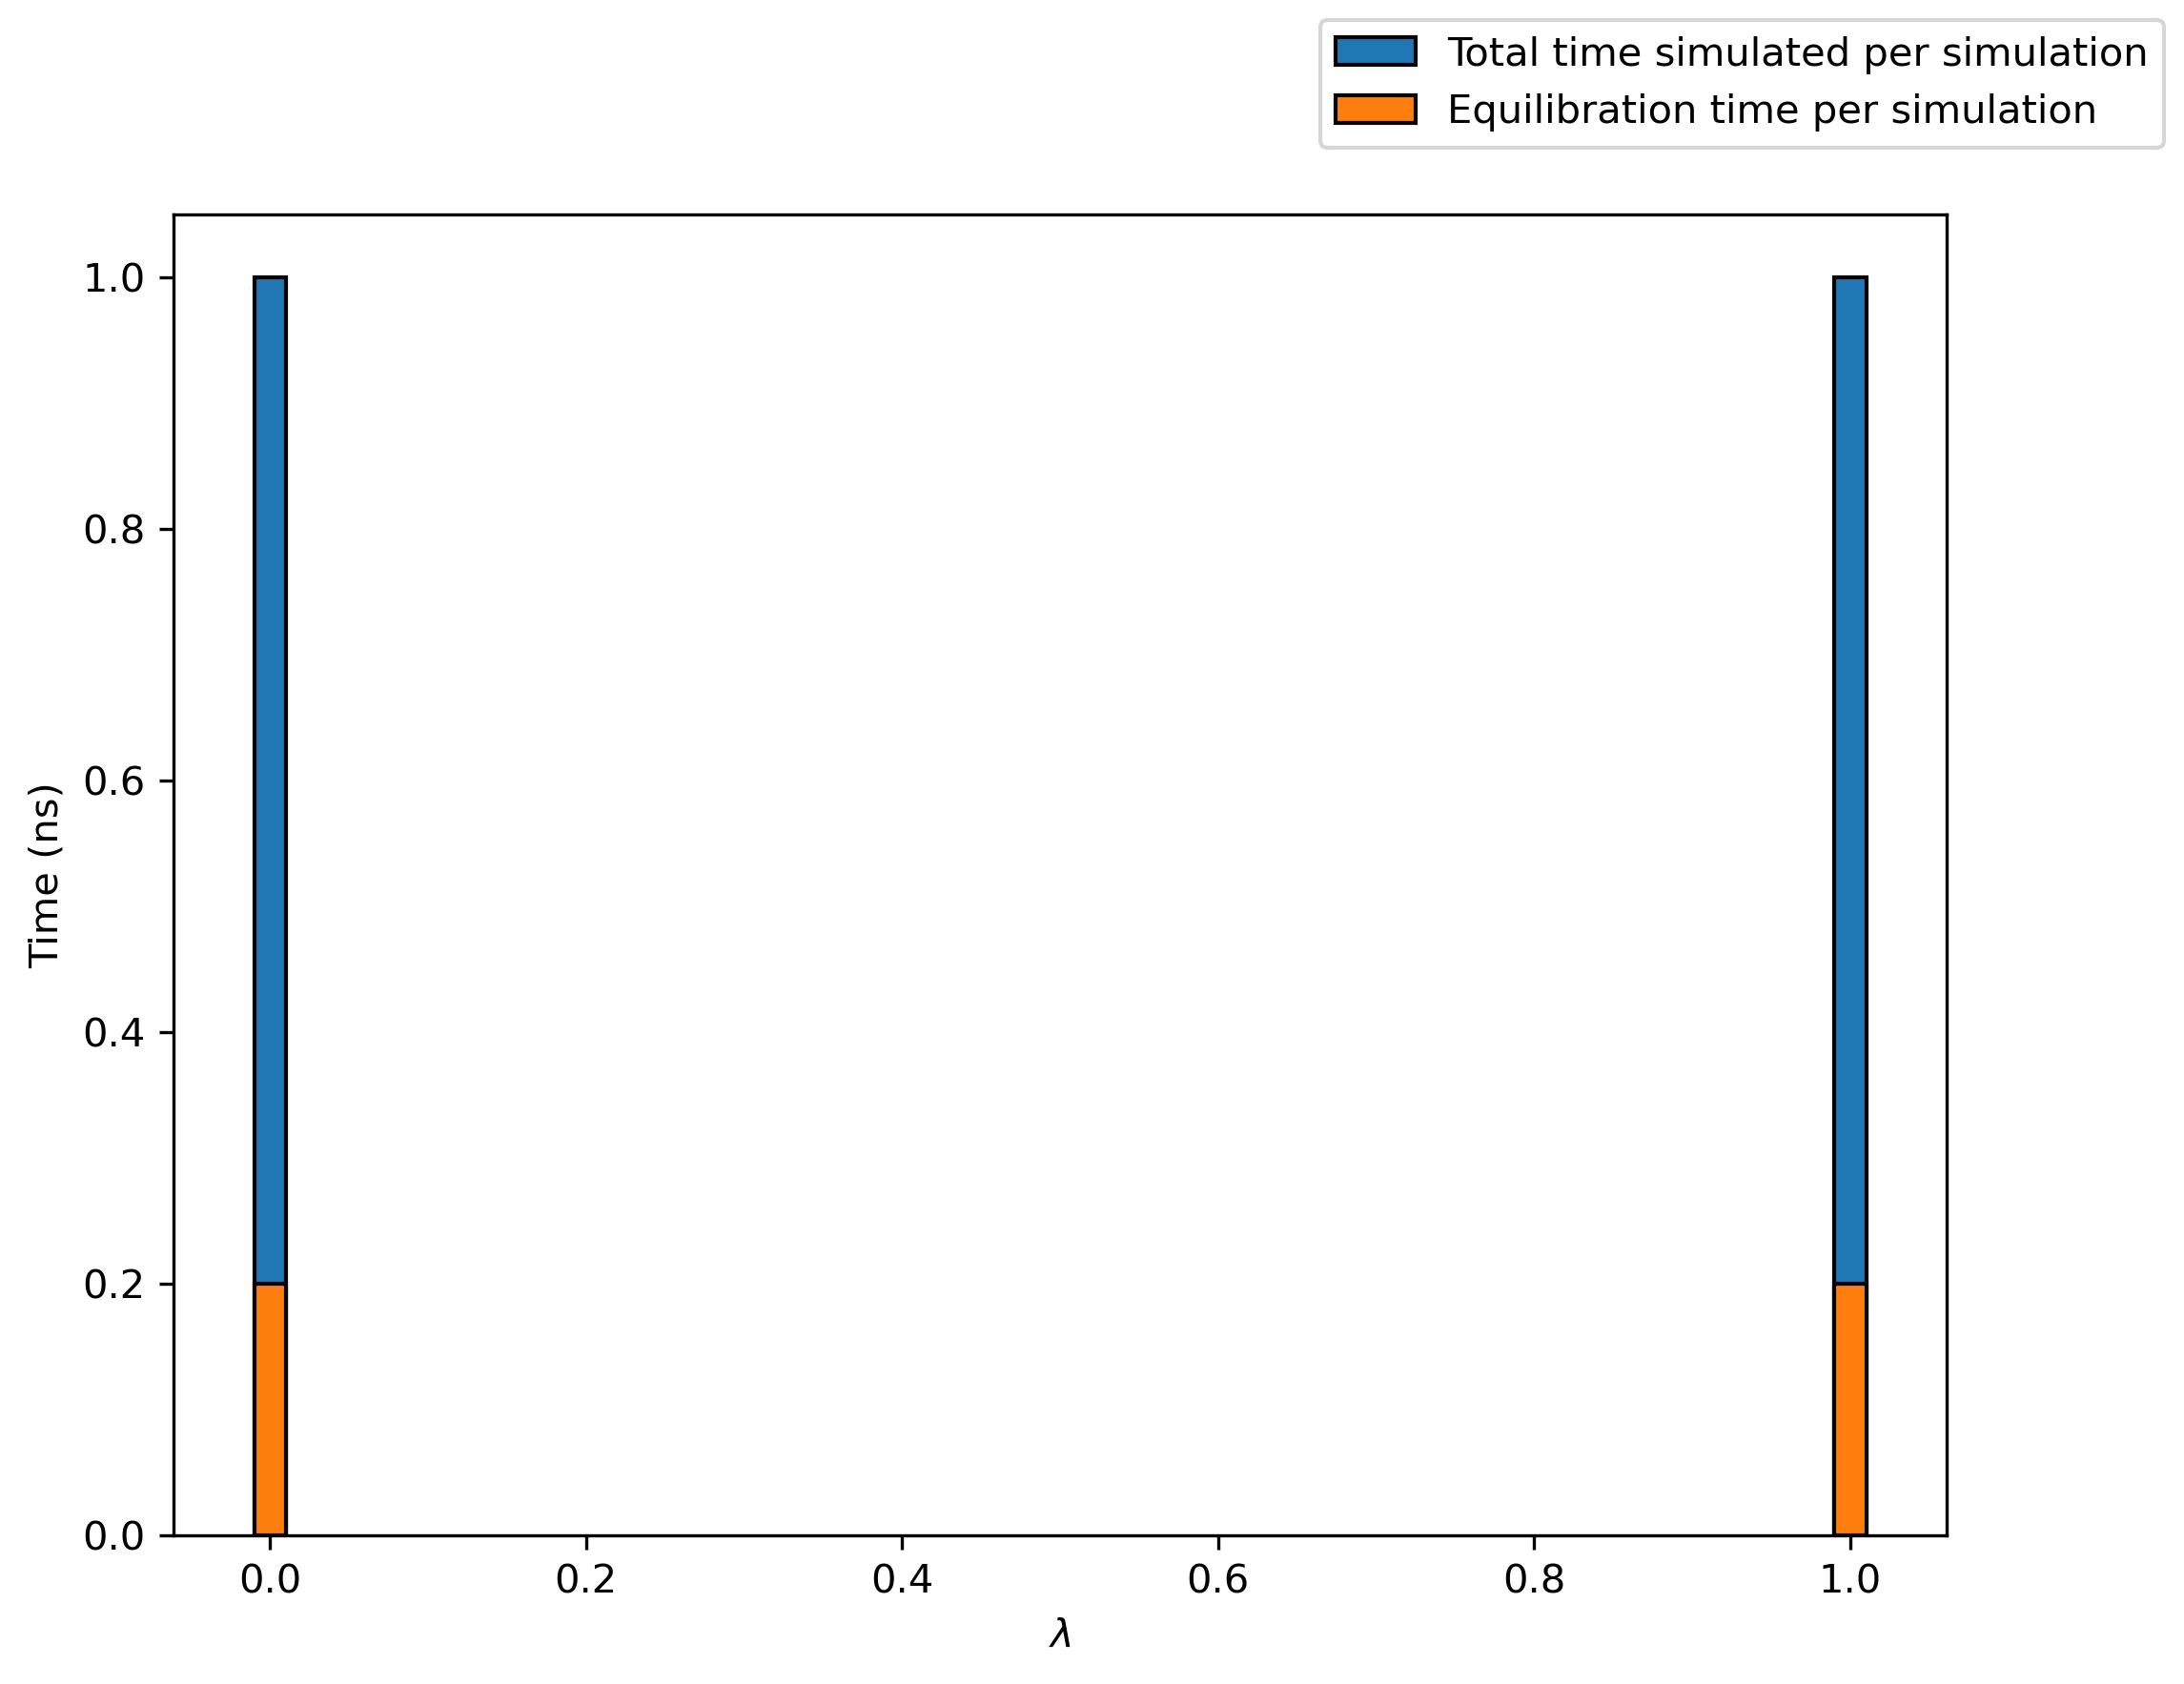 Total time simulated per simulation
Equilibration time per simulation
1.0
0.8
0.6
0.4
0.2
0.0
Time (ns)
0.0 0.2 0.4 0.6 0.8 1.0
λ